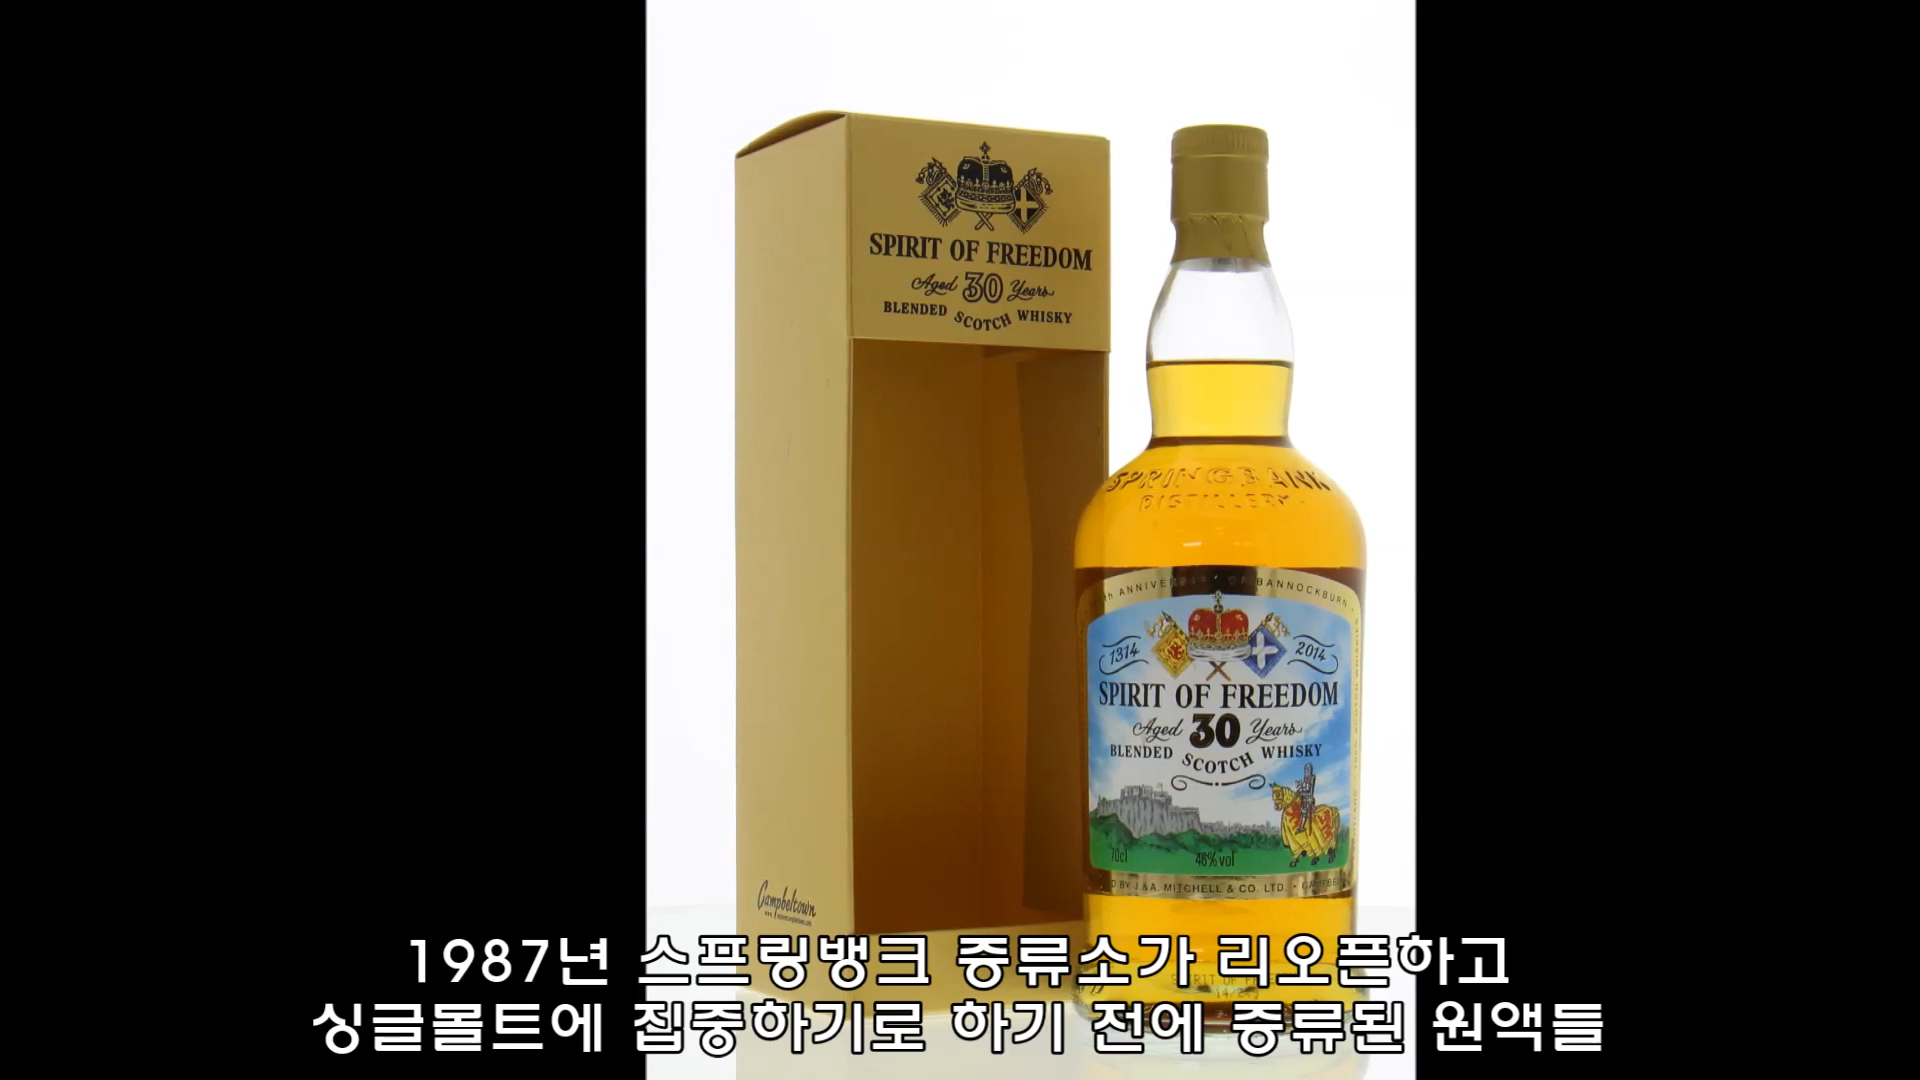 SPIRIT OF FREEDOM
Aged 30 Years
BLENDED SCOTCH WHISKY
Campbeltown
SPRINGBANK
DISTILLERY
ANNIVERSARY OF BANNOCKBURN
1314 2014
SPIRIT OF FREEDOM
Aged 30 Years
BLENDED SCOTCH WHISKY
70cl 46% vol
BY J.&A. MITCHELL & CO. LTD. •
1987년 스프링뱅크 증류소가 리오픈하고
싱글몰트에 집중하기로 하기 전에 증류된 원액들